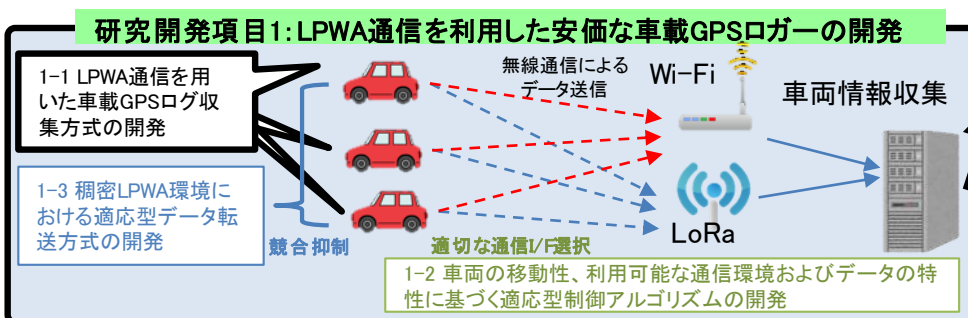 研究開発項目1：LPWA通信を利用した安価な車載GPSロガーの開発
1-1 LPWA通信を用
いた車載GPSログ収
集方式の開発
無線通信による
データ送信
Wi-Fi
車両情報収集
1-3 稠密LPWA環境に
おける適応型データ転
送方式の開発
競合抑制
適切な通信I/F選択
LoRa
1-2 車両の移動性、利用可能な通信環境およびデータの特
性に基づく適応型制御アルゴリズムの開発